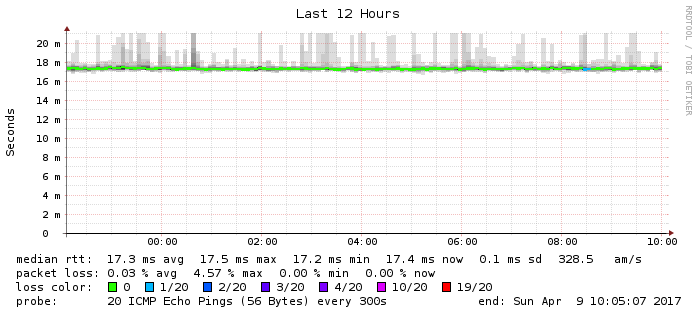 Last 12 Hours
RRDTOOL / TOBI OETIKER
Seconds
20 m
18 m
16 m
14 m
12 m
10 m
8 m
6 m
4 m
2 m
0
00:00 02:00 04:00 06:00 08:00 10:00
median rtt: 17.3 ms avg 17.5 ms max 17.2 ms min 17.4 ms now 0.1 ms sd 328.5 am/s
packet loss: 0.03 % avg 4.57 % max 0.00 % min 0.00 % now
loss color: 0 1/20 2/20 3/20 4/20 10/20 19/20
probe: 20 ICMP Echo Pings (56 Bytes) every 300s end: Sun Apr 9 10:05:07 2017